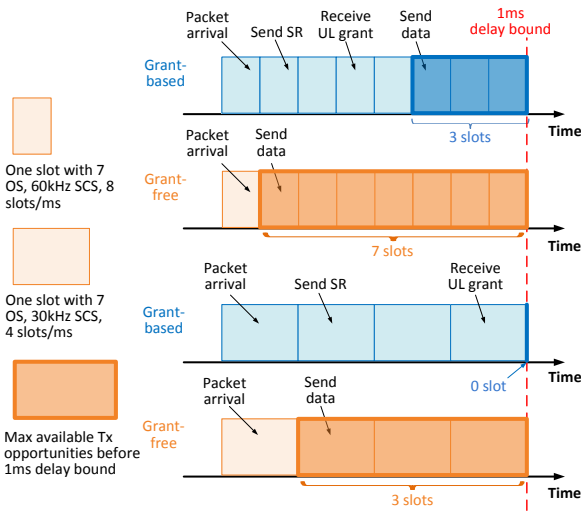 Packet
arrival
Send SR
Receive
UL grant
Send
data
1ms
delay bound
Grant-
based
3 slots
Time
One slot with 7
OS, 60kHz SCS, 8
slots/ms
Packet
arrival
Send
data
Grant-
free
7 slots
Time
One slot with 7
OS, 30kHz SCS,
4 slots/ms
Packet
arrival
Send SR
Receive
UL grant
Grant-
based
0 slot
Time
Max available Tx
opportunities before
1ms delay bound
Packet
arrival
Send
data
Grant-
free
3 slots
Time